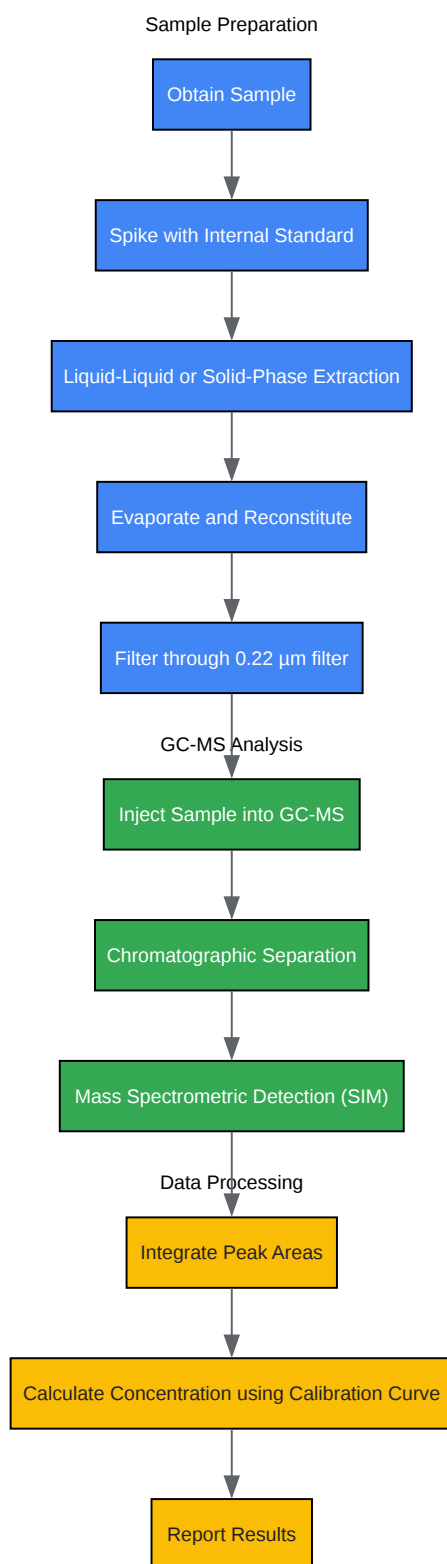 Sample Preparation
Obtain Sample
Spike with Internal Standard
Liquid-Liquid or Solid-Phase Extraction
Evaporate and Reconstitute
Filter through 0.22 µm filter
GC-MS Analysis
Inject Sample into GC-MS
Chromatographic Separation
Mass Spectrometric Detection (SIM)
Data Processing
Integrate Peak Areas
Calculate Concentration using Calibration Curve
Report Results